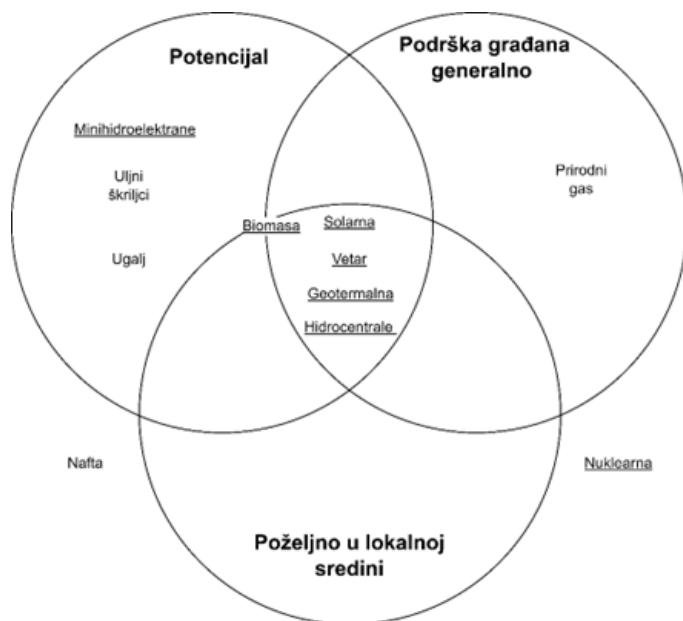 Potencijal
Podrška građana
generalno
Minihidroelektrane
Uljni
škriljci
Prirodni
gas
Biomasa
Solarna
Ugalj
Vetar
Geotermalna
Hidrocentrale
Nafta
Nuklearna
Poželjno u lokalnoj
sredini